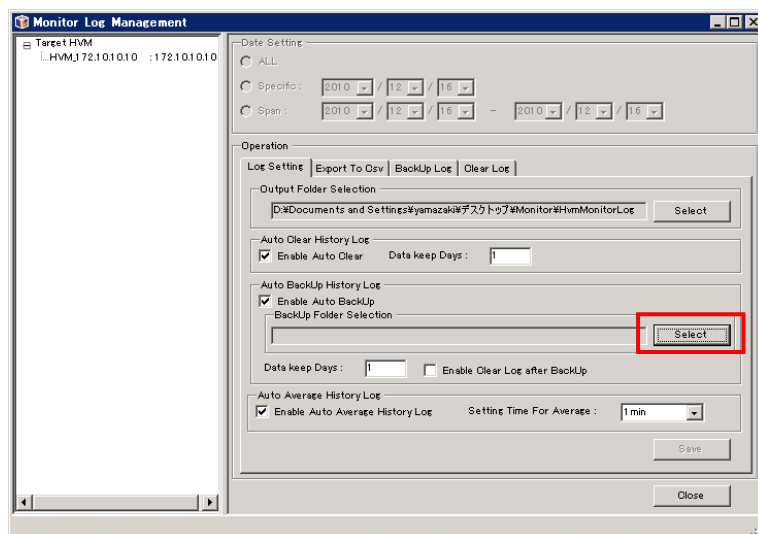 Monitor Log Management
Target HVM
HVM_172.10.10.10 :172.10.10.10
Date Setting
ALL
Specific : 2010 / 12 / 16
Span : 2010 / 12 / 16 - 2010 / 12 / 16
Operation
Log Setting Export To Csv BackUp Log Clear Log
Output Folder Selection
D:¥Documents and Settings¥yamazaki¥デスクトップ¥Monitor¥HvmMonitorLog Select
Auto Clear History Log
Enable Auto Clear Data keep Days : 1
Auto BackUp History Log
Enable Auto BackUp
BackUp Folder Selection
Select
Data keep Days : 1 Enable Clear Log after BackUp
Auto Average History Log
Enable Auto Average History Log Setting Time For Average : 1 min
Save
Close